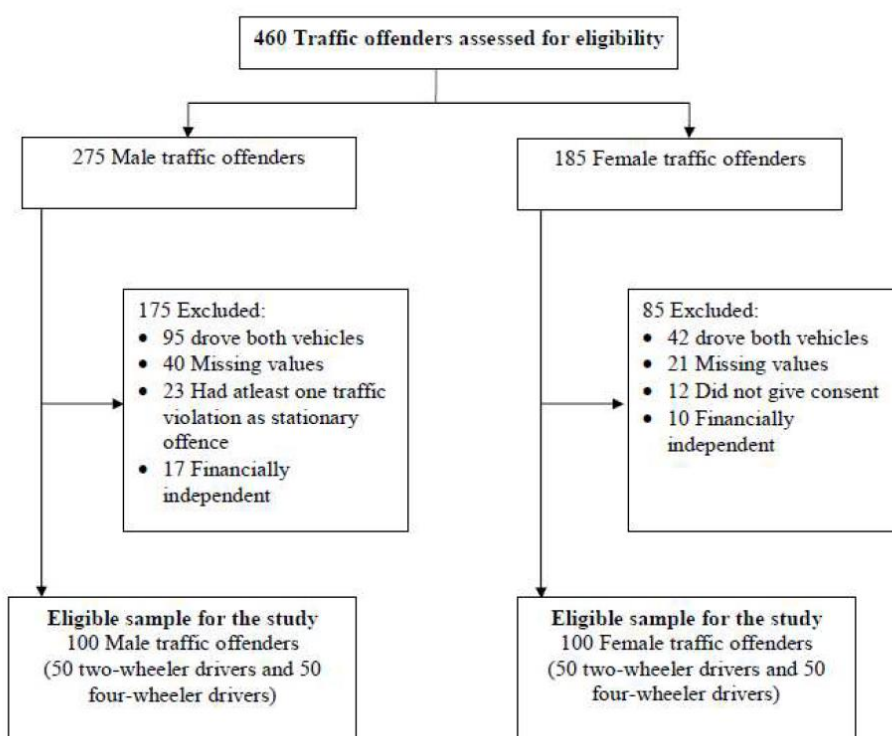 460 Traffic offenders assessed for eligibility
275 Male traffic offenders
185 Female traffic offenders
175 Excluded:
• 95 drove both vehicles
• 40 Missing values
• 23 Had atleast one traffic
violation as stationary
offence
• 17 Financially
independent
85 Excluded:
• 42 drove both vehicles
• 21 Missing values
• 12 Did not give consent
• 10 Financially
independent
Eligible sample for the study
100 Male traffic offenders
(50 two-wheeler drivers and 50
four-wheeler drivers)
Eligible sample for the study
100 Female traffic offenders
(50 two-wheeler drivers and 50
four-wheeler drivers)